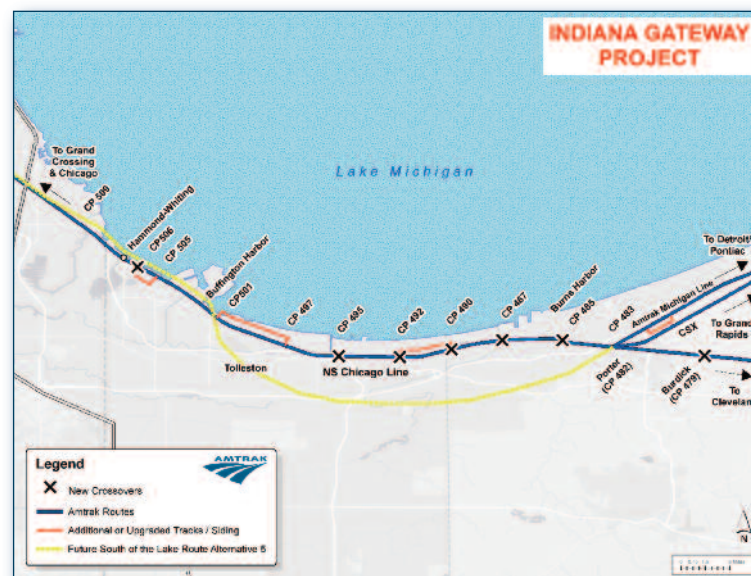 INDIANA GATEWAY
PROJECT
Lake Michigan
To Grand
Crossing
& Chicago
CP 509
Hammond-Whiting
CP506
CP 505
Buffington Harbor
CP501
CP 497
CP 495
CP 492
CP 490
CP 487
Burns Harbor
CP 485
CP 483
To Detroit/
Pontiac
Amtrak Michigan Line
CSX
To Grand
Rapids
Tolleston
NS Chicago Line
Porter
(CP 482)
Burdick
(CP 479)
To
Cleveland
Legend
AMTRAK
New Crossovers
Amtrak Routes
Additional or Upgraded Tracks / Siding
Future South of the Lake Route Alternative 5
N